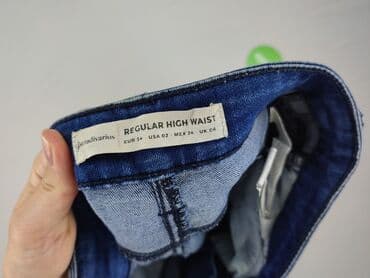 Stradivarius
REGULAR HIGH WAIST
EUR 34 · USA 02 · MEX 24 · UK 06